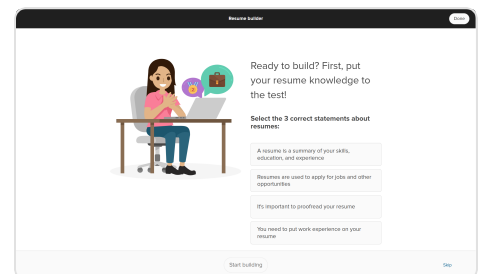 Resume builder
Done
Ready to build? First, put
your resume knowledge to
the test!
Select the 3 correct statements about
resumes:
A resume is a summary of your skills,
education, and experience
Resumes are used to apply for jobs and other
opportunities
It's important to proofread your resume
You need to put work experience on your
resume
Start building
Skip